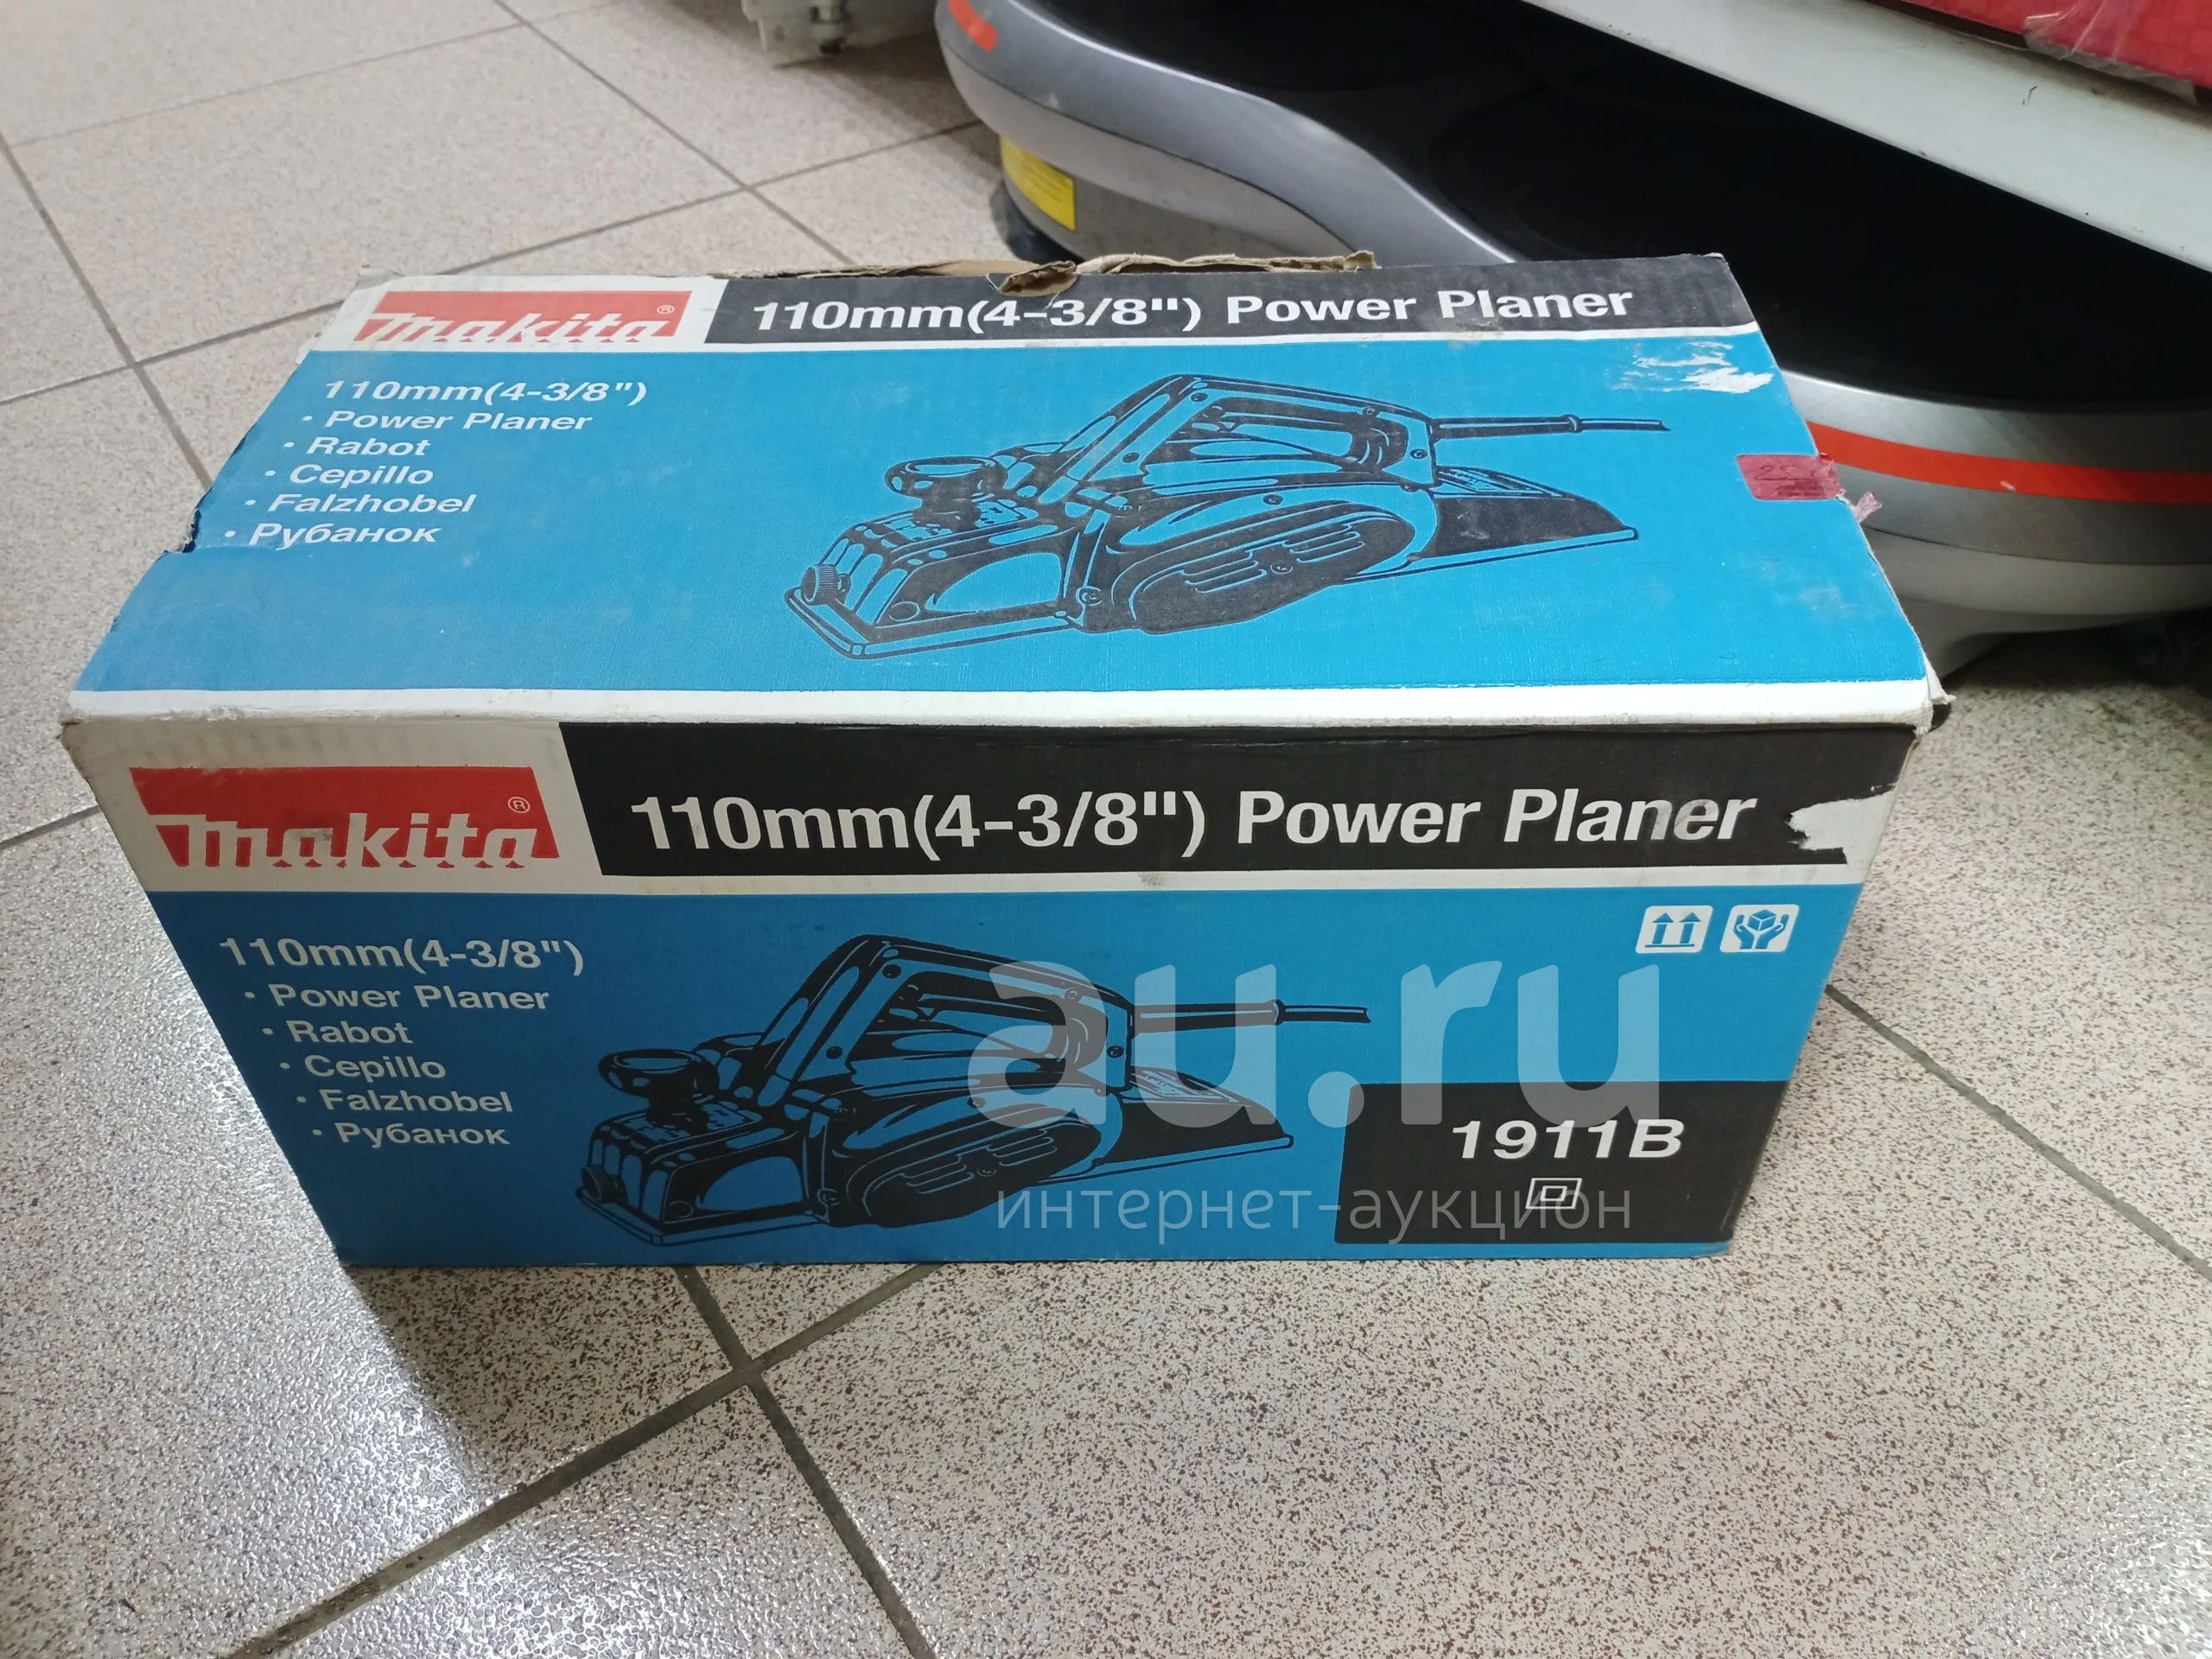 makita®
110mm(4-3/8") Power Planer
110mm(4-3/8")
• Power Planer
• Rabot
• Cepillo
• Falzhobel
• Рубанок
makita®
110mm(4-3/8") Power Planer
110mm(4-3/8")
• Power Planer
• Rabot
• Cepillo
• Falzhobel
• Рубанок
au.ru
1911B
интернет-аукцион